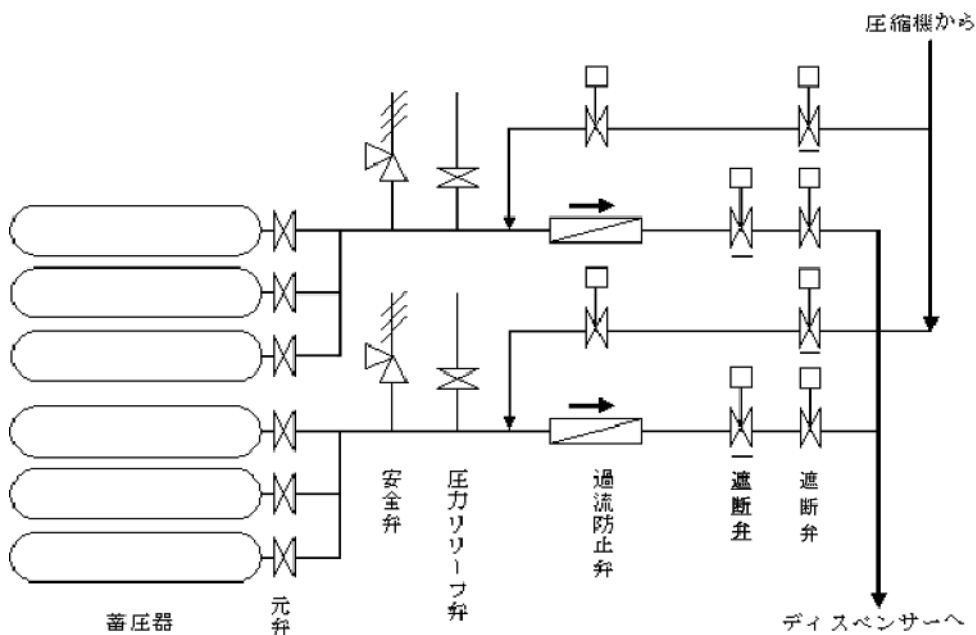 圧縮機から
安全弁
圧力リリーフ弁
過流防止弁
遮断弁
遮断弁
蓄圧器
元弁
ディスペンサーへ